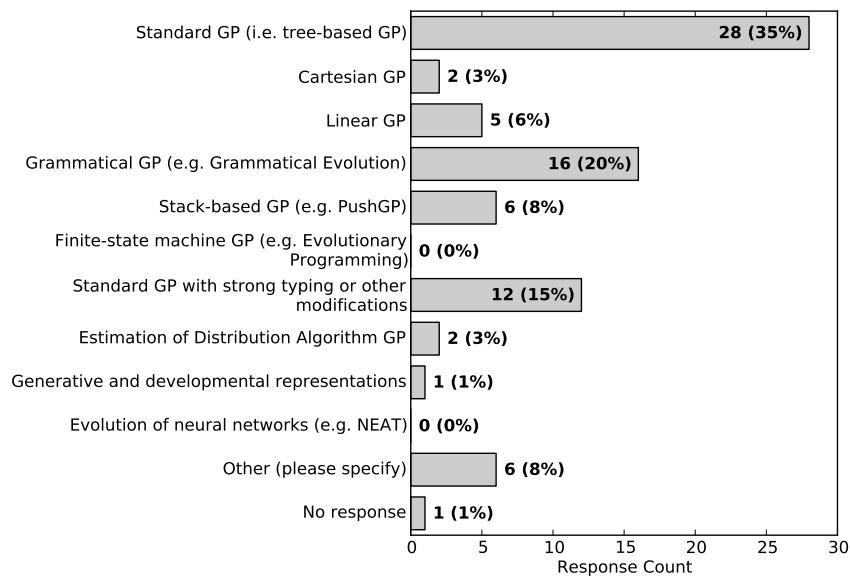 Standard GP (i.e. tree-based GP)
28 (35%)
Cartesian GP
2 (3%)
Linear GP
5 (6%)
Grammatical GP (e.g. Grammatical Evolution)
16 (20%)
Stack-based GP (e.g. PushGP)
6 (8%)
Finite-state machine GP (e.g. Evolutionary
Programming)
0 (0%)
Standard GP with strong typing or other
modifications
12 (15%)
Estimation of Distribution Algorithm GP
2 (3%)
Generative and developmental representations
1 (1%)
Evolution of neural networks (e.g. NEAT)
0 (0%)
Other (please specify)
6 (8%)
No response
1 (1%)
0 5 10 15 20 25 30
Response Count